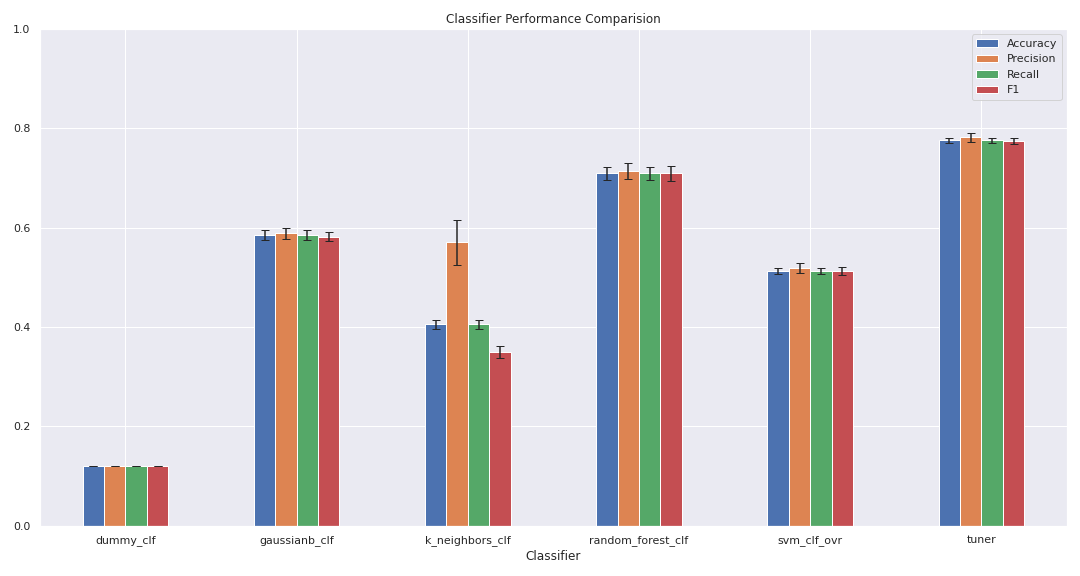 Classifier Performance Comparision
Accuracy
Precision
Recall
F1
1.0
0.8
0.6
0.4
0.2
0.0
dummy_clf
gaussianb_clf
k_neighbors_clf
random_forest_clf
svm_clf_ovr
tuner
Classifier